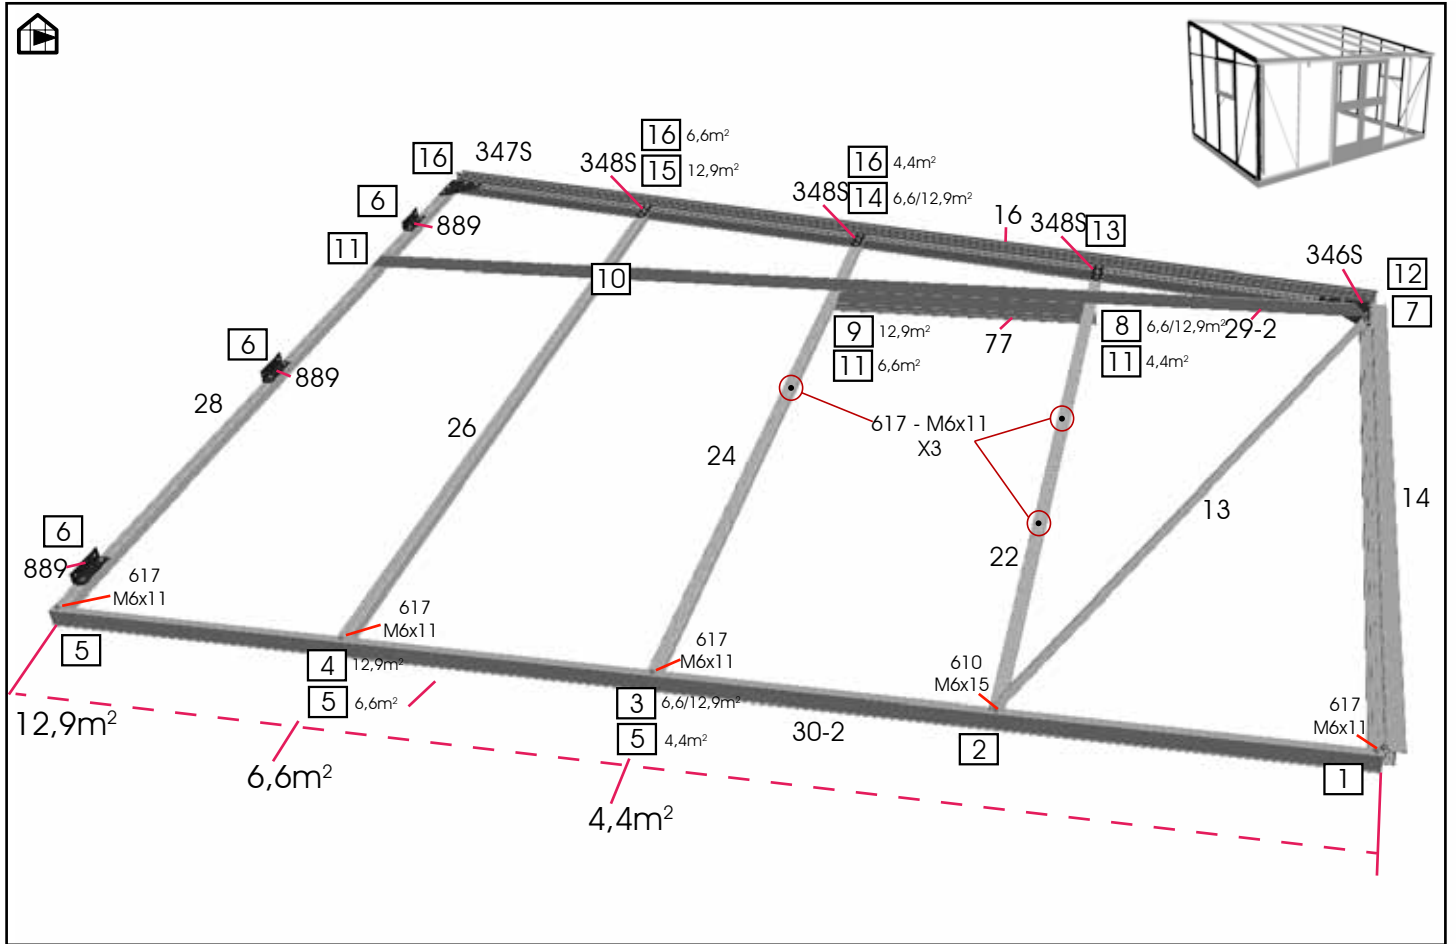 16 6,6m²
16 347S 348S 15 12,9m²
16 4,4m²
348S 14 6,6/12,9m²
6 889
16 348S 13
11
346S 12
10
7
9 12,9m²
77
8 6,6/12,9m² 29-2
11 6,6m²
11 4,4m²
6 889
28
617 - M6x11
X3
26
24
13
14
6
22
889
617
M6x11
617
M6x11
617
M6x11
610
M6x15
5
4 12,9m²
5 6,6m²
3 6,6/12,9m²
5 4,4m²
30-2
2
617
M6x11
1
12,9m²
6,6m²
4,4m²